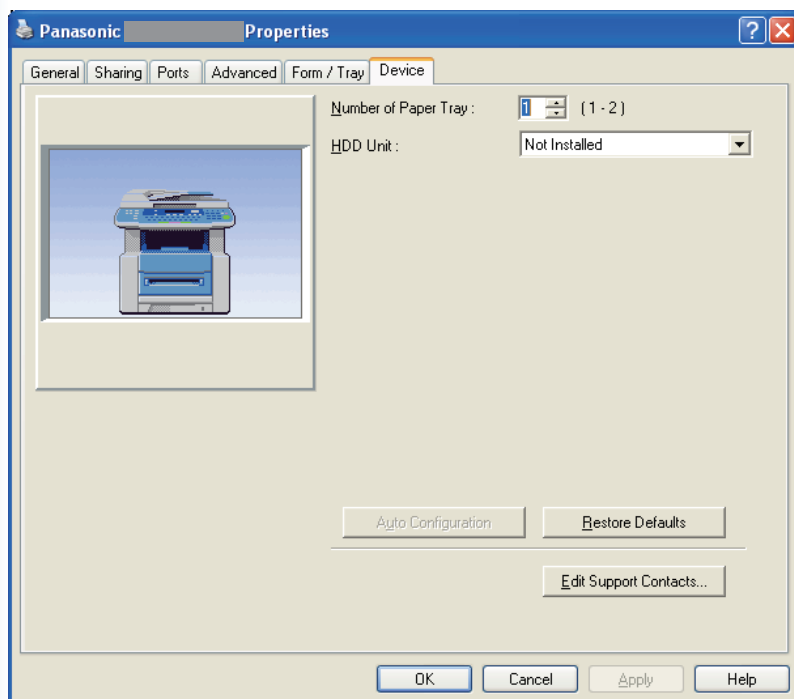 Panasonic Properties
General Sharing Ports Advanced Form / Tray Device
Number of Paper Tray : 1 ( 1 - 2 )
HDD Unit : Not Installed
Auto Configuration Restore Defaults
Edit Support Contacts...
OK Cancel Apply Help